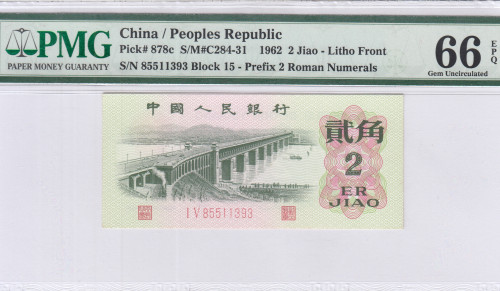 PMG
PAPER MONEY GUARANTY
China / Peoples Republic
Pick# 878c S/M#C284-31 1962 2 Jiao - Litho Front
S/N 85511393 Block 15 - Prefix 2 Roman Numerals
66 EPQ
Gem Uncirculated
中國人民銀行
貳角
2
ER
JIAO
I V 85511393